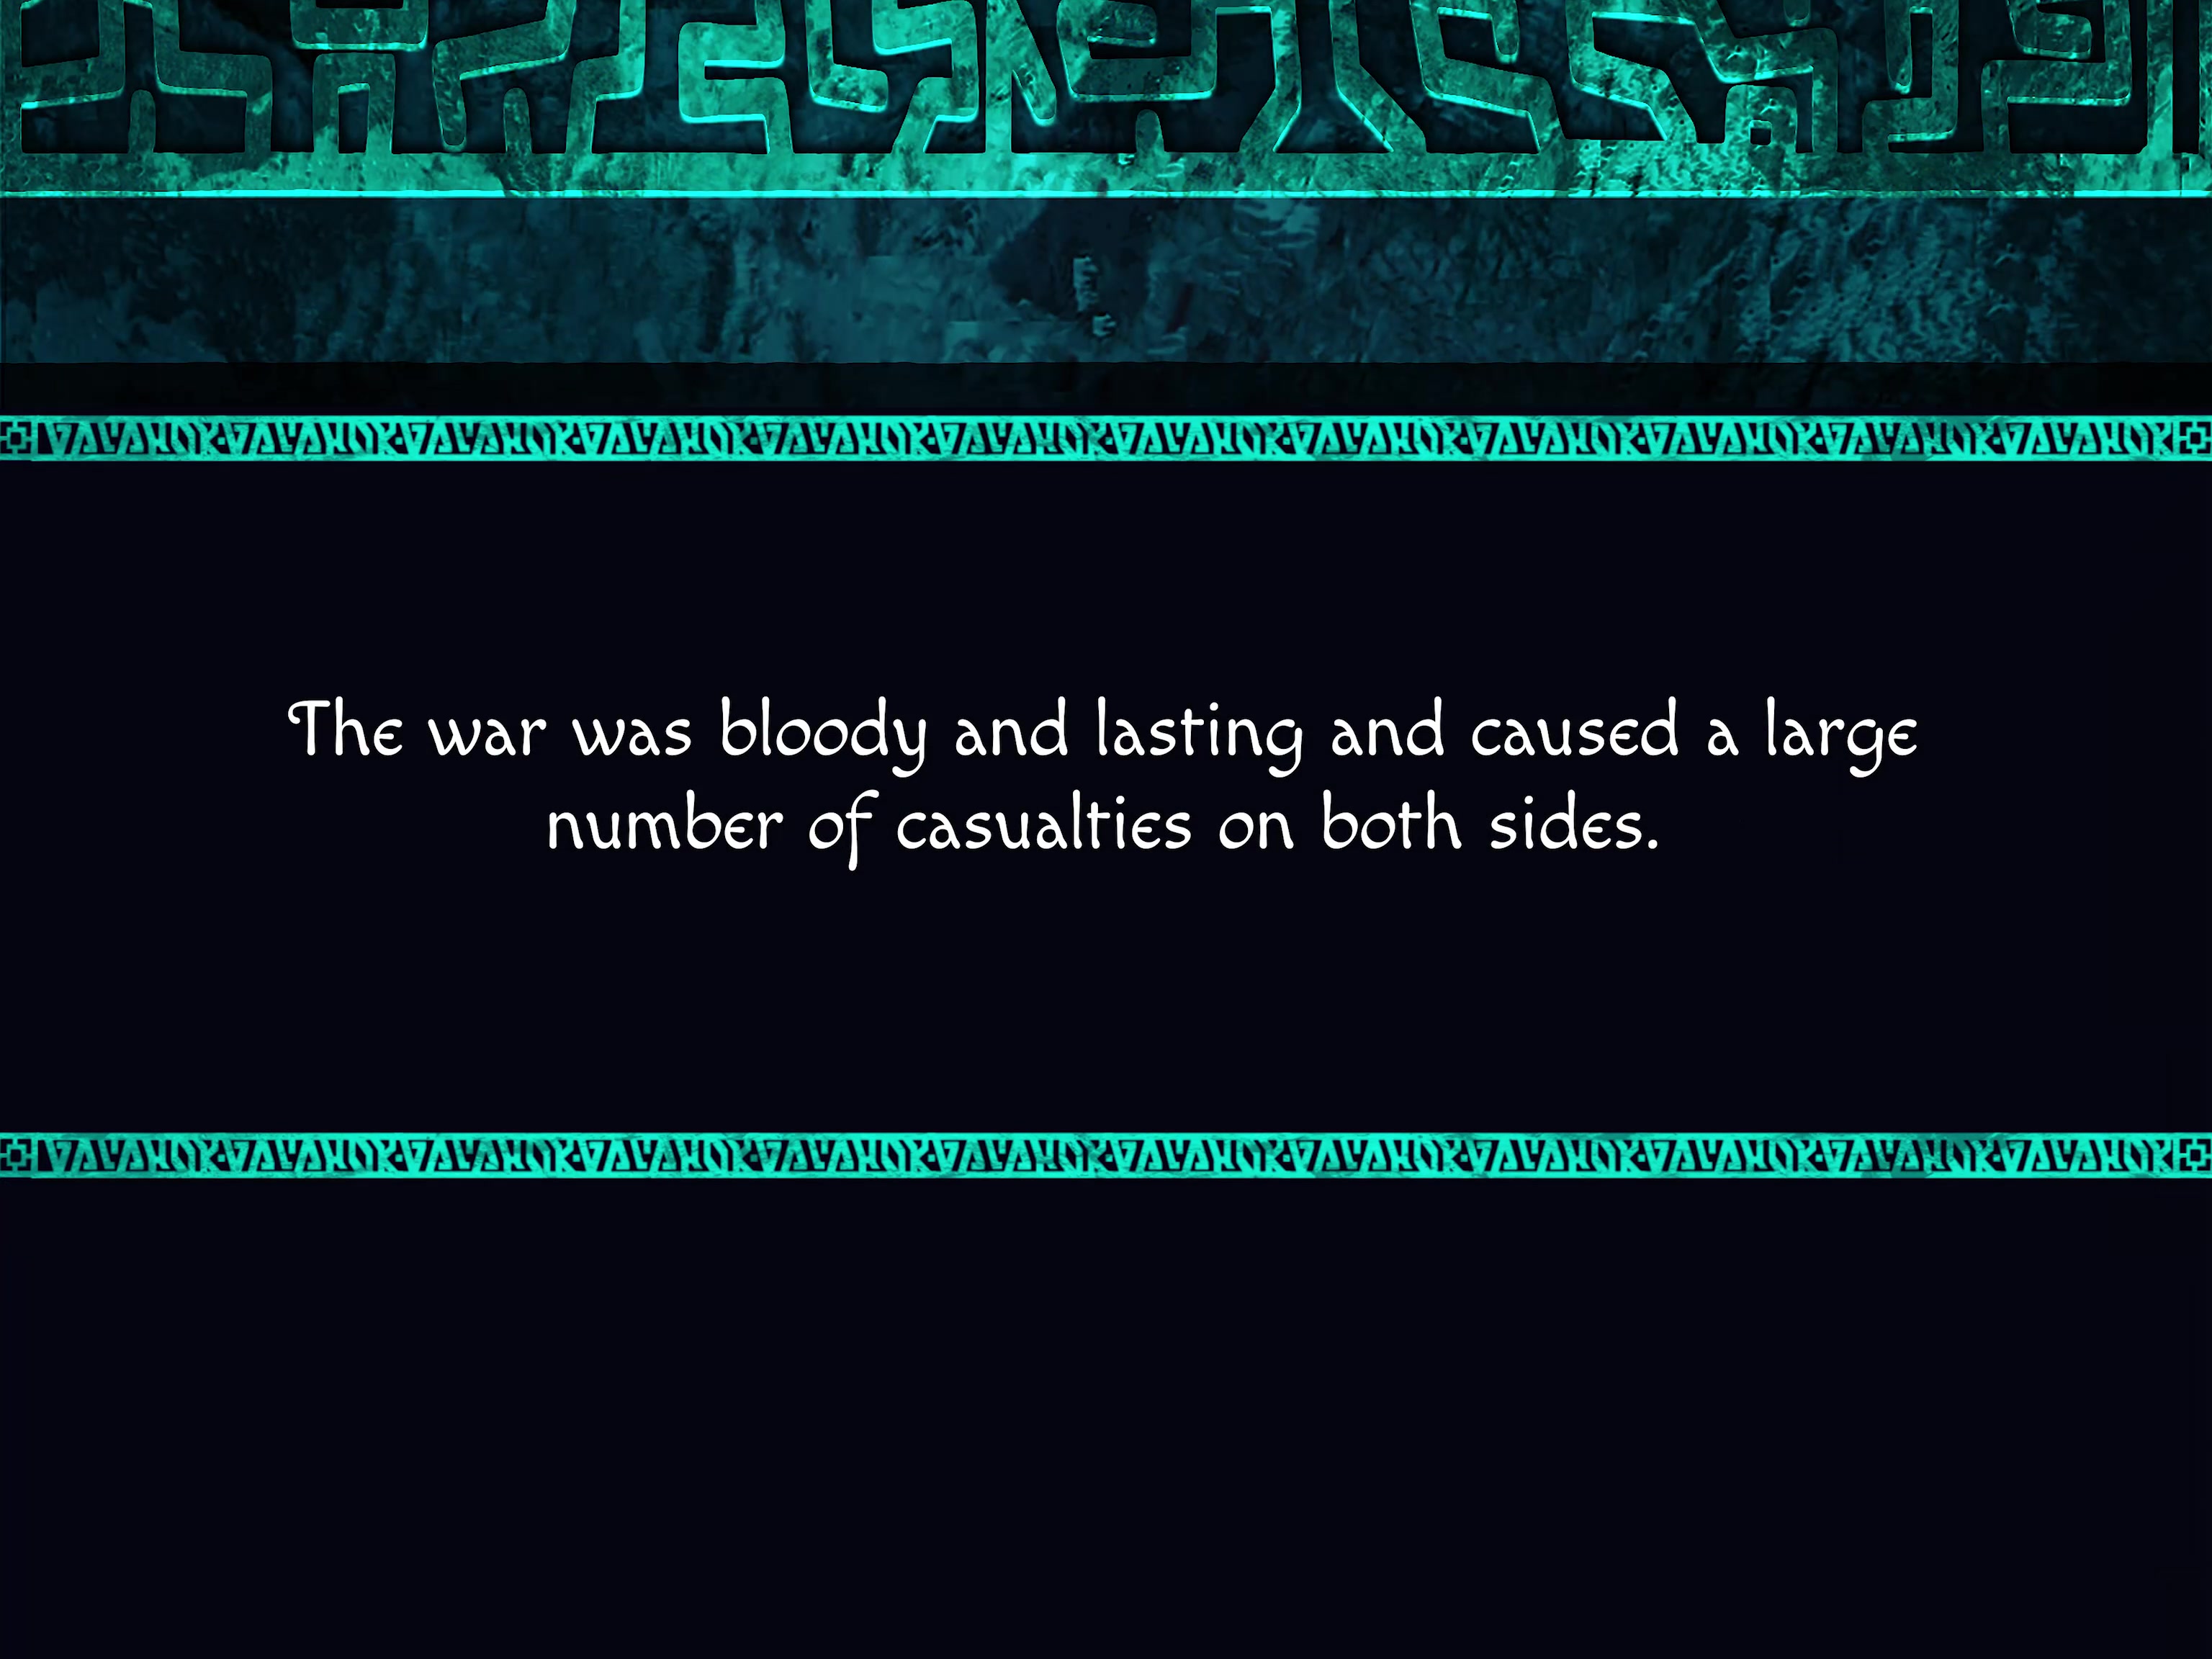 The war was bloody and lasting and caused a large
number of casualties on both sides.